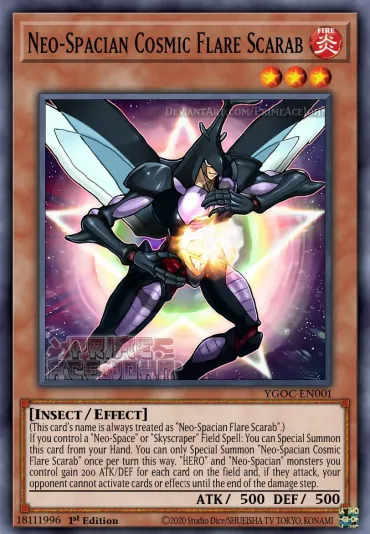 Neo-Spacian Cosmic Flare Scarab
FIRE
炎
DeviantArt.com/PrimeAceJohn
PRIME
ACE JOHN
YGOC-EN001
[Insect / Effect]
(This card's name is always treated as "Neo-Spacian Flare Scarab".)
If you control a "Neo-Space" or "Skyscraper" Field Spell: You can Special Summon
this card from your Hand. You can only Special Summon "Neo-Spacian Cosmic
Flare Scarab" once per turn this way. "HERO" and "Neo-Spacian" monsters you
control gain 200 ATK/DEF for each card on the field and, if they attack, your
opponent cannot activate cards or effects until the end of the damage step.
ATK / 500 DEF / 500
18111996 1st Edition ©2020 Studio Dice/SHUEISHA TV TOKYO, KONAMI